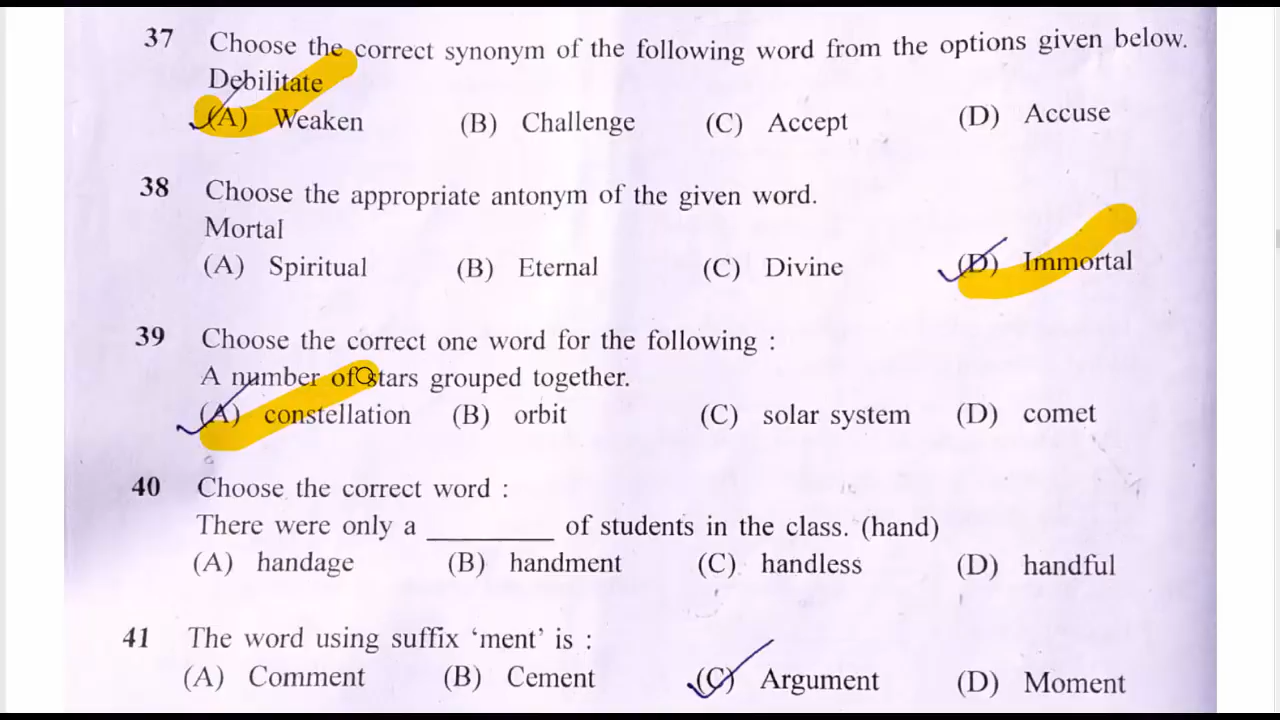 37 Choose the correct synonym of the following word from the options given below.
Debilitate
(A) Weaken (B) Challenge (C) Accept (D) Accuse
38 Choose the appropriate antonym of the given word.
Mortal
(A) Spiritual (B) Eternal (C) Divine (D) Immortal
39 Choose the correct one word for the following :
A number of stars grouped together.
(A) constellation (B) orbit (C) solar system (D) comet
40 Choose the correct word :
There were only a ________ of students in the class. (hand)
(A) handage (B) handment (C) handless (D) handful
41 The word using suffix ‘ment’ is :
(A) Comment (B) Cement (C) Argument (D) Moment